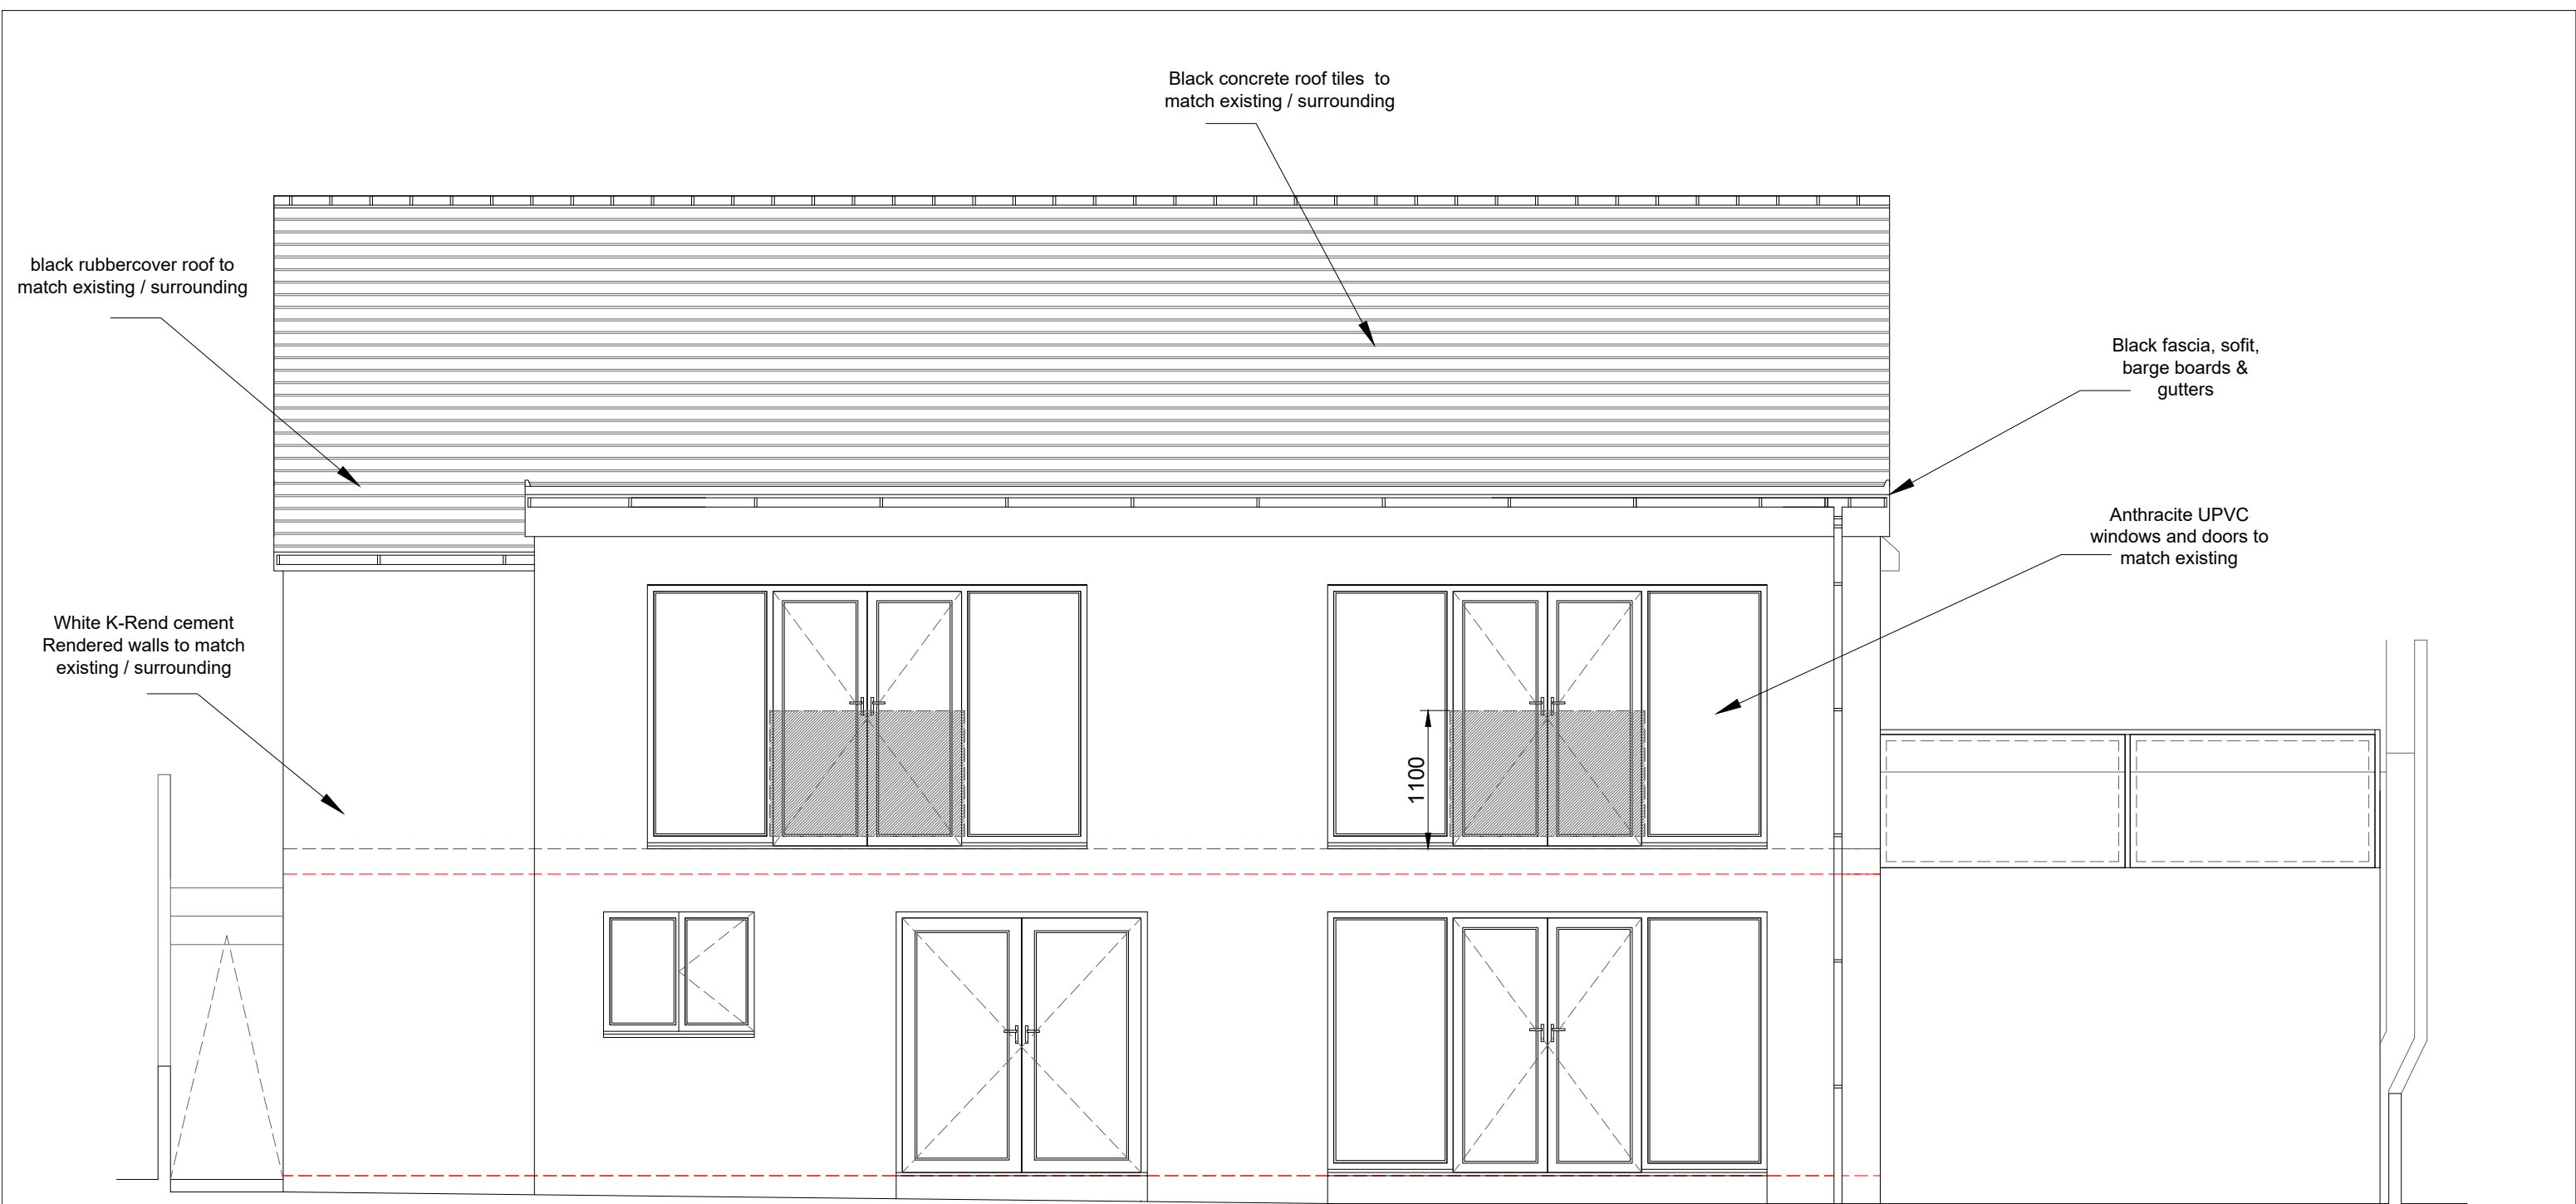 Black concrete roof tiles to
match existing / surrounding
black rubbercover roof to
match existing / surrounding
Black fascia, sofit,
barge boards &
gutters
Anthracite UPVC
windows and doors to
match existing
White K-Rend cement
Rendered walls to match
existing / surrounding
1100